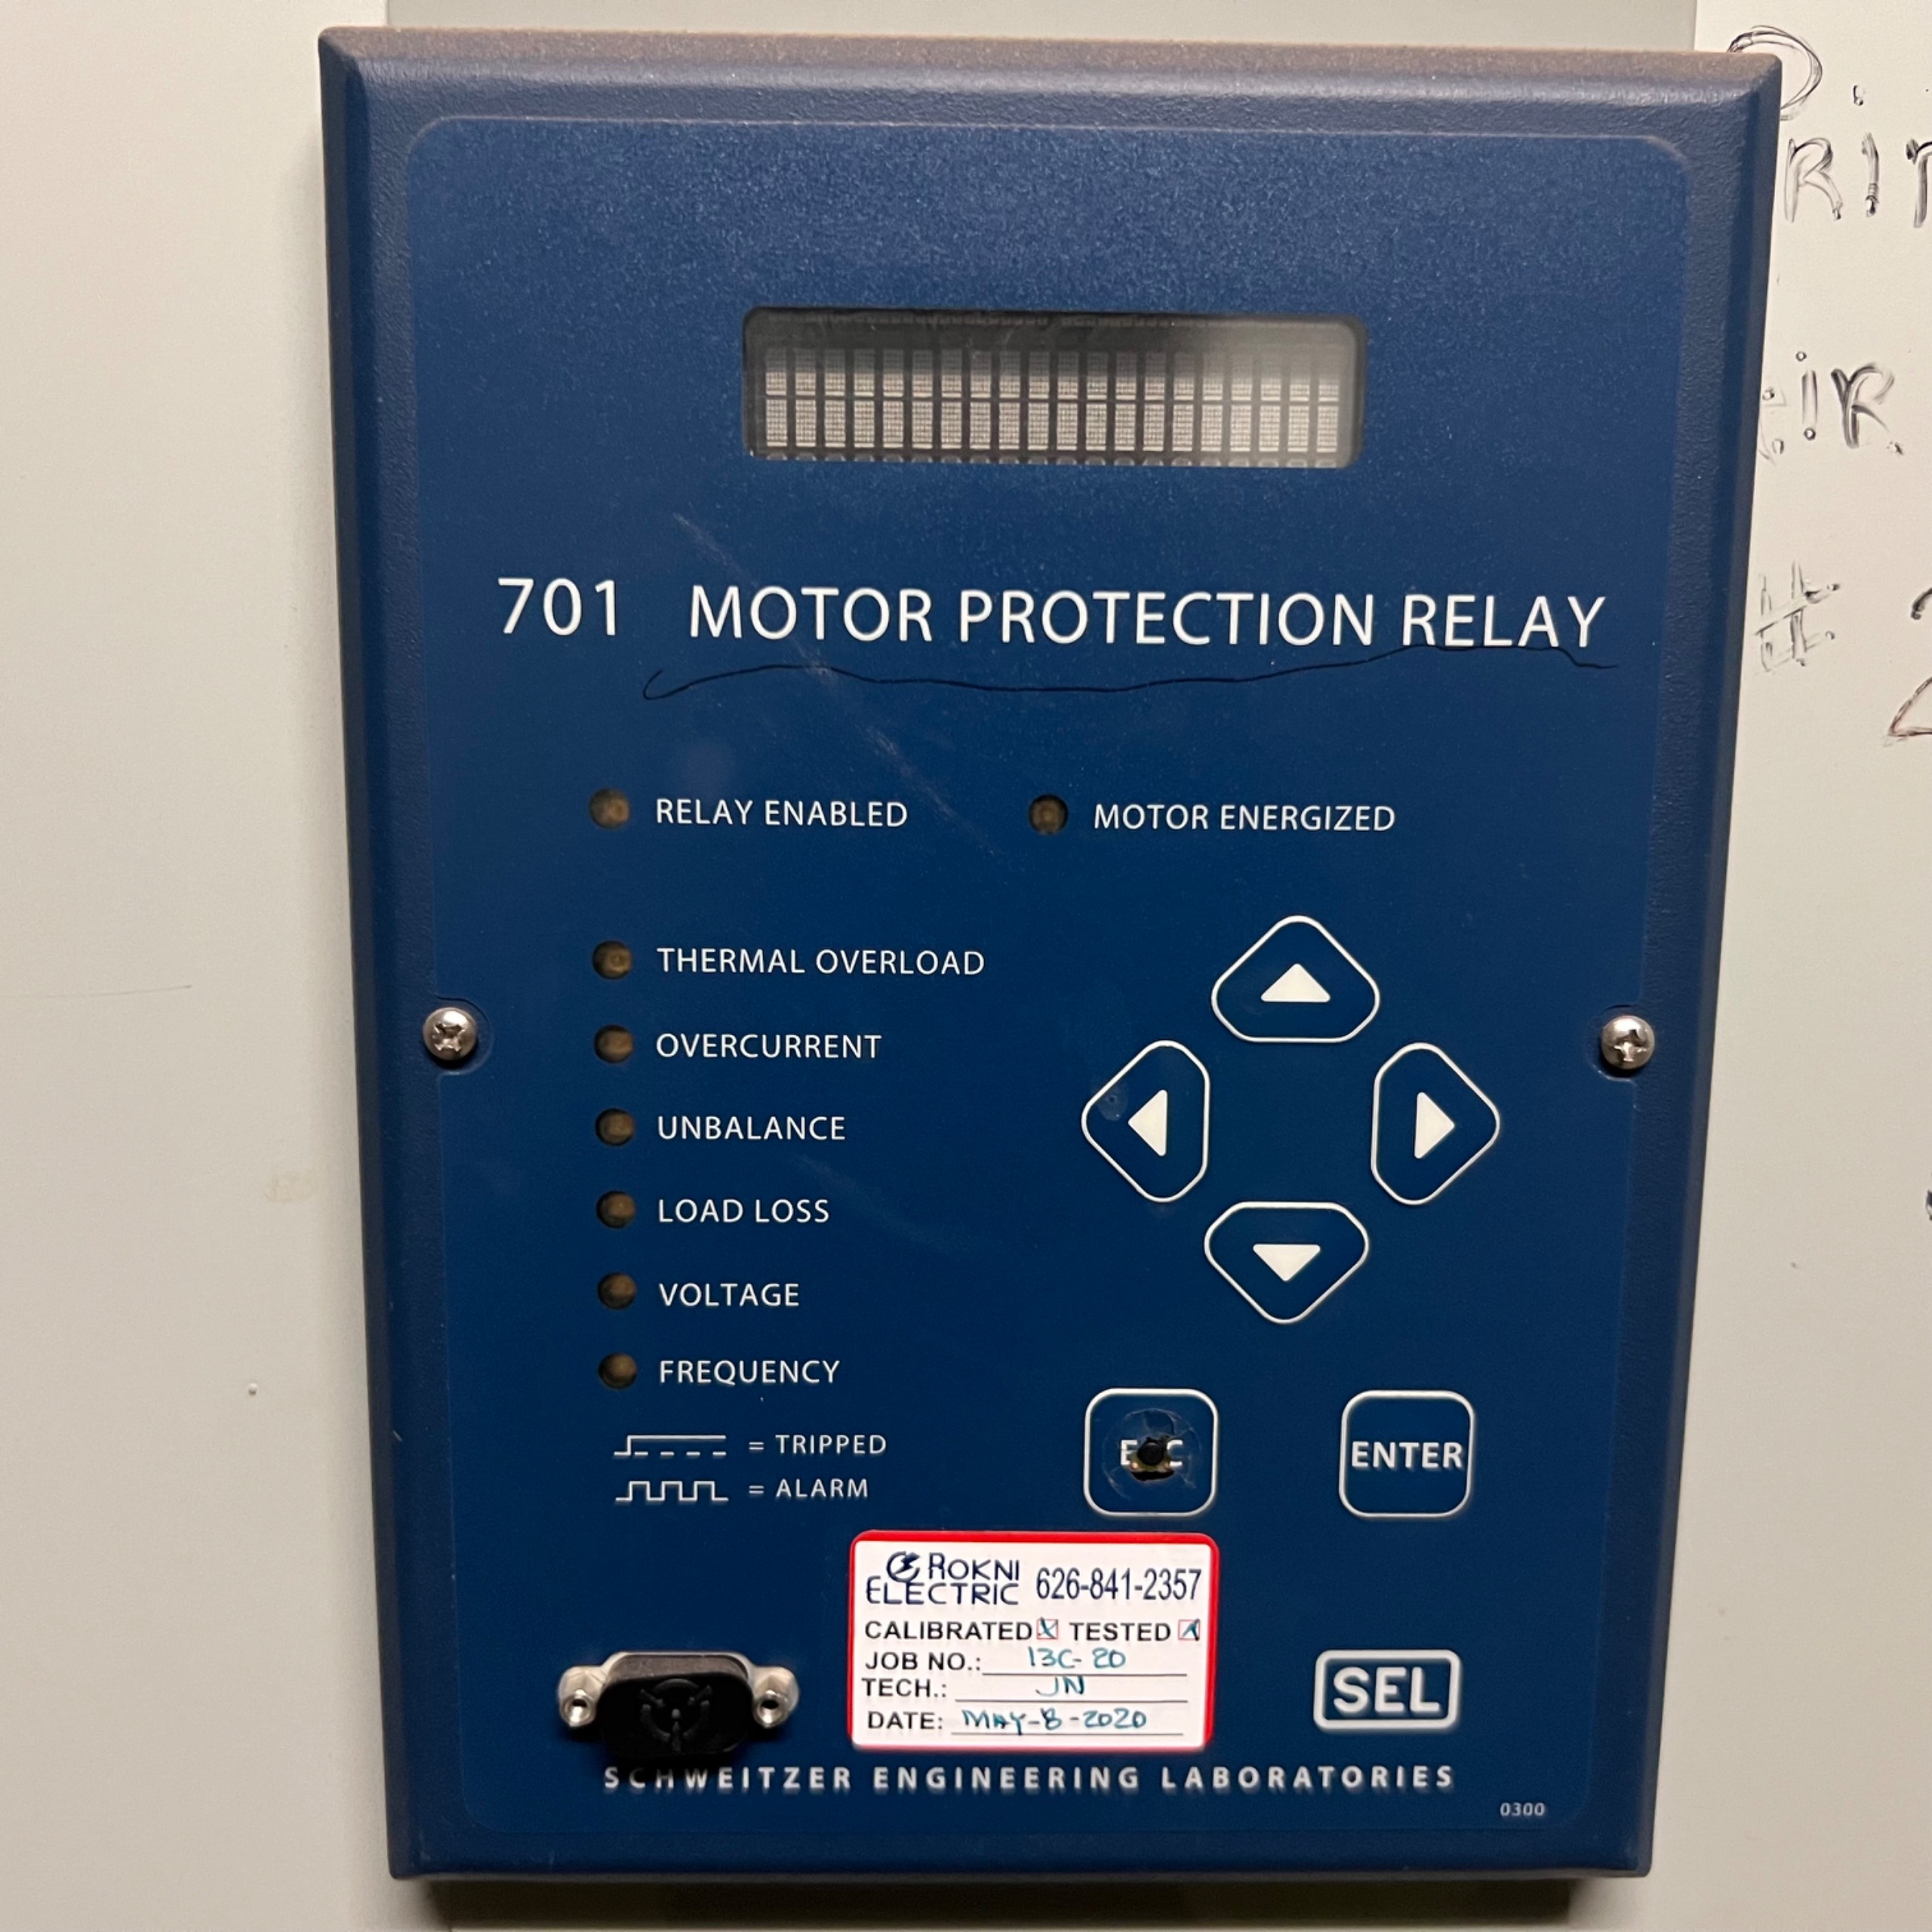 701 MOTOR PROTECTION RELAY
RELAY ENABLED
MOTOR ENERGIZED
THERMAL OVERLOAD
OVERCURRENT
UNBALANCE
LOAD LOSS
VOLTAGE
FREQUENCY
= TRIPPED
= ALARM
ENTER
ROKNI
ELECTRIC 626-841-2357
CALIBRATED TESTED
JOB NO.: 13C-20
TECH.: JN
DATE: MAY-8-2020
SEL
SCHWEITZER ENGINEERING LABORATORIES
0300